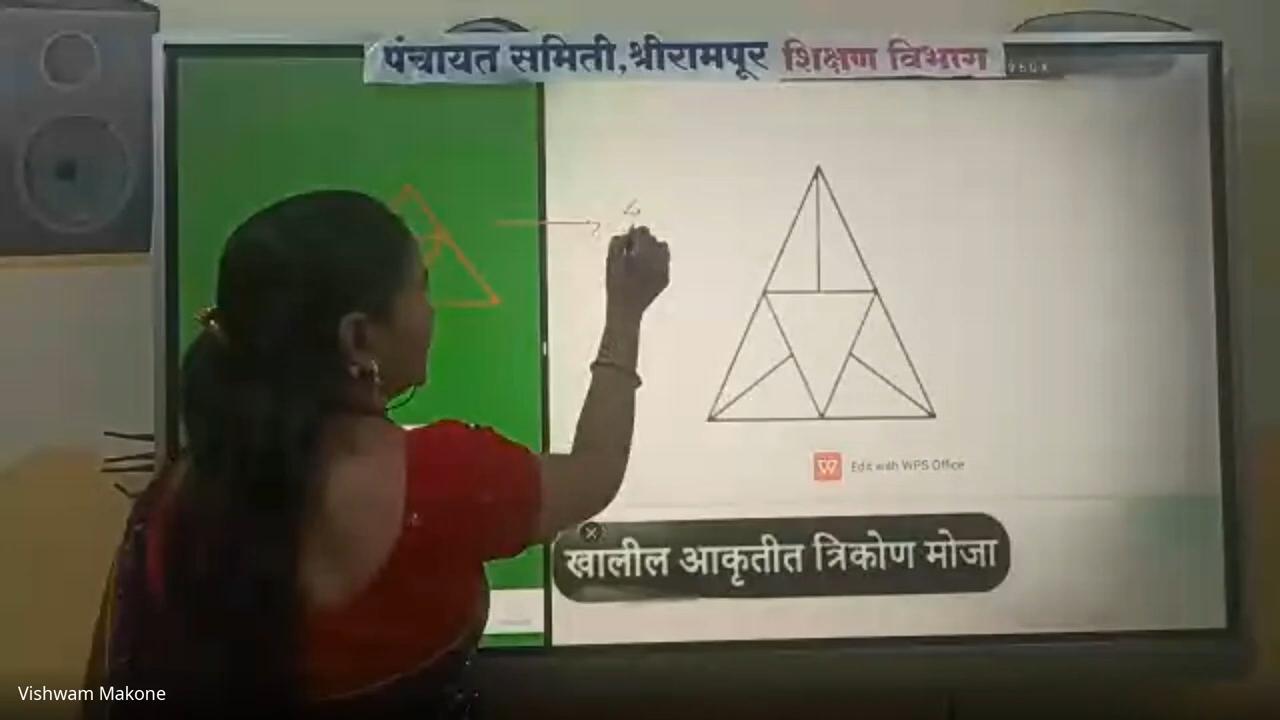 पंचायत समिती,श्रीरामपूर शिक्षण विभाग
Edit with WPS Office
खालील आकृतीत त्रिकोण मोजा
Vishwam Makone